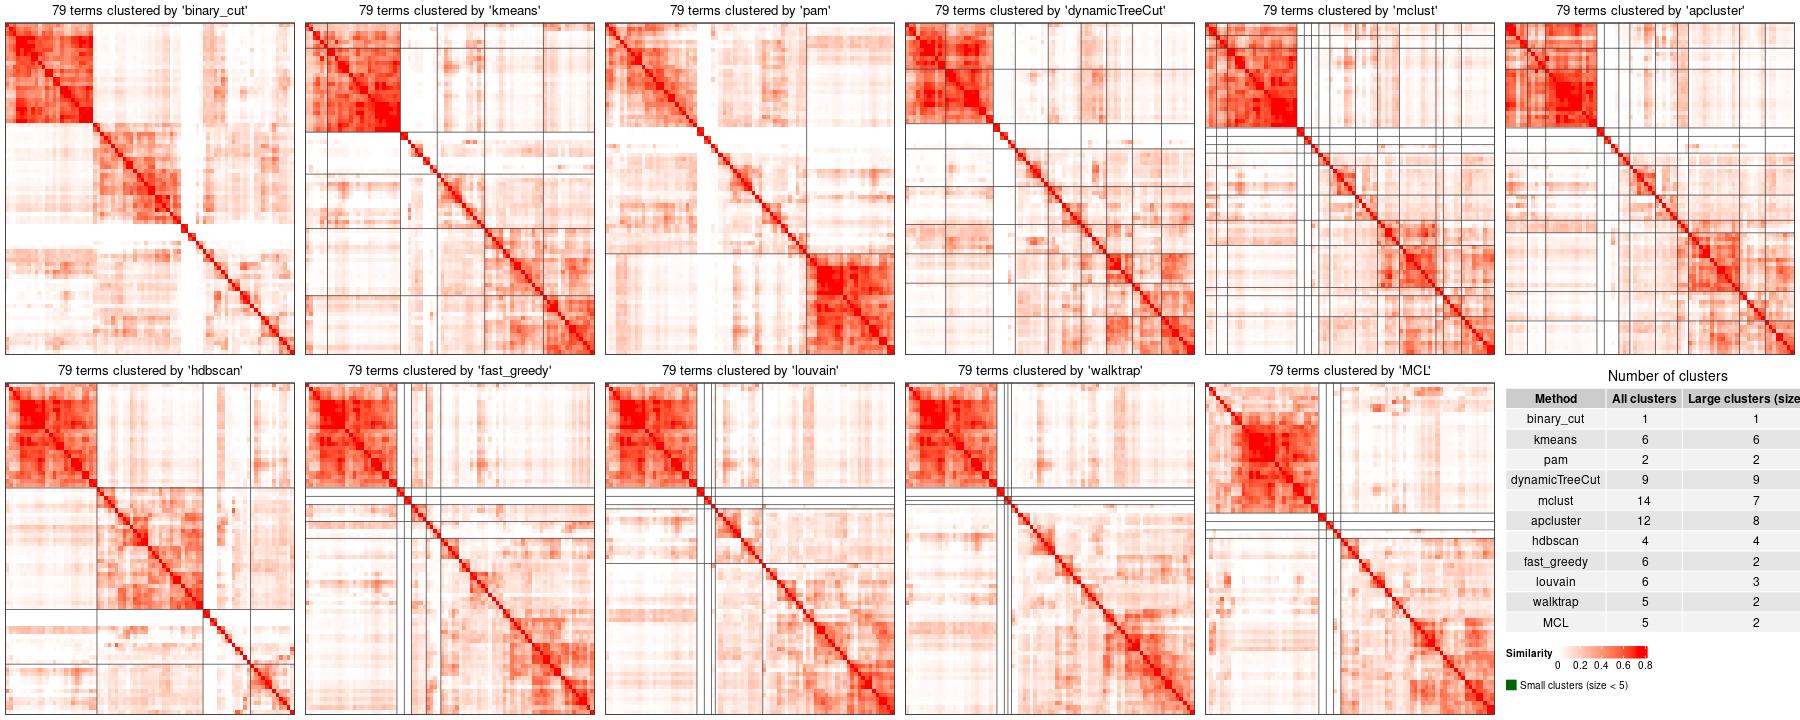 79 terms clustered by 'binary_cut'
79 terms clustered by 'kmeans'
79 terms clustered by 'pam'
79 terms clustered by 'dynamicTreeCut'
79 terms clustered by 'mclust'
79 terms clustered by 'apcluster'
79 terms clustered by 'hdbscan'
79 terms clustered by 'fast_greedy'
79 terms clustered by 'louvain'
79 terms clustered by 'walktrap'
79 terms clustered by 'MCL'
Number of clusters
Method All clusters Large clusters (size
binary_cut 1 1
kmeans 6 6
pam 2 2
dynamicTreeCut 9 9
mclust 14 7
apcluster 12 8
hdbscan 4 4
fast_greedy 6 2
louvain 6 3
walktrap 5 2
MCL 5 2
Similarity
0 0.2 0.4 0.6 0.8
Small clusters (size < 5)